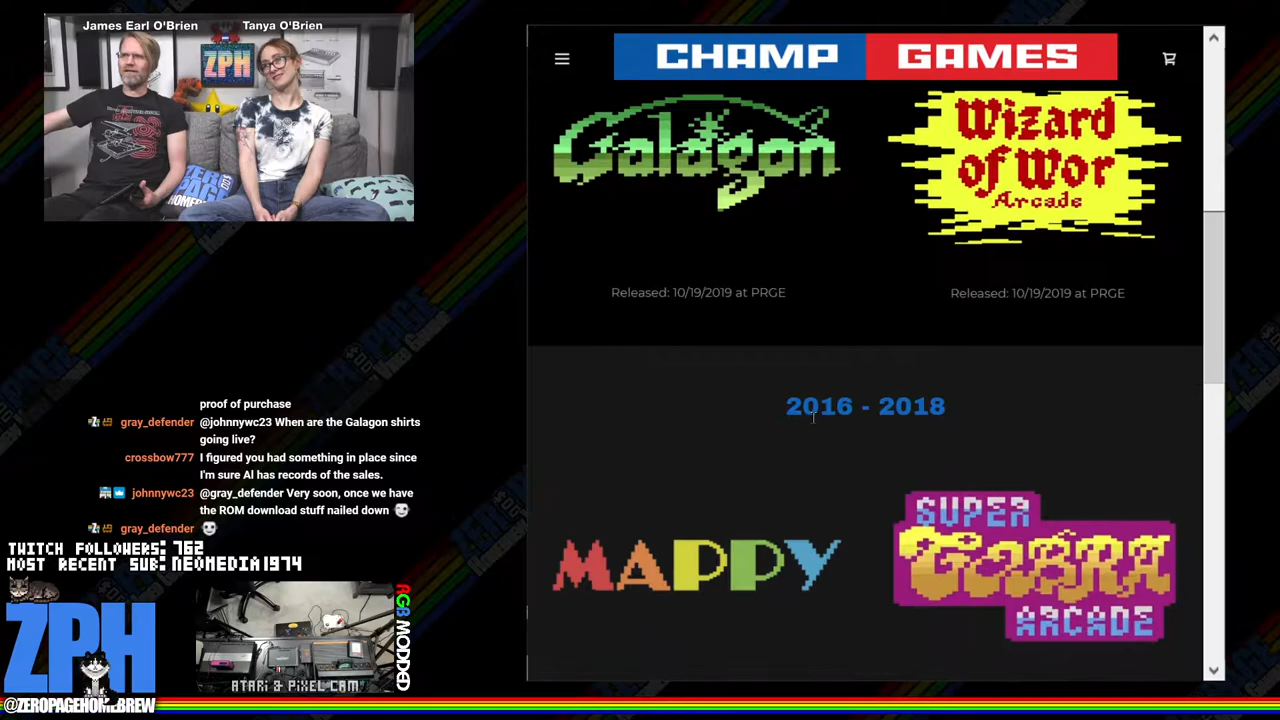 James Earl O'Brien
Tanya O'Brien
ZPH
CHAMP GAMES
Galagon
Wizard
of Wor
Arcade
Released: 10/19/2019 at PRGE
Released: 10/19/2019 at PRGE
2016 - 2018
MAPPY
SUPER
COBRA
ARCADE
proof of purchase
gray_defender @johnnywc23 When are the Galagon shirts
going live?
crossbow777 I figured you had something in place since
I'm sure Al has records of the sales.
johnnywc23 @gray_defender Very soon, once we have
the ROM download stuff nailed down
gray_defender
TWITCH FOLLOWERS: 762
MOST RECENT SUB: NEOMEDIA1974
ZPH
@ZEROPAGEHOMEBREW
ATARI & PIXEL CAM
RGB MODDED